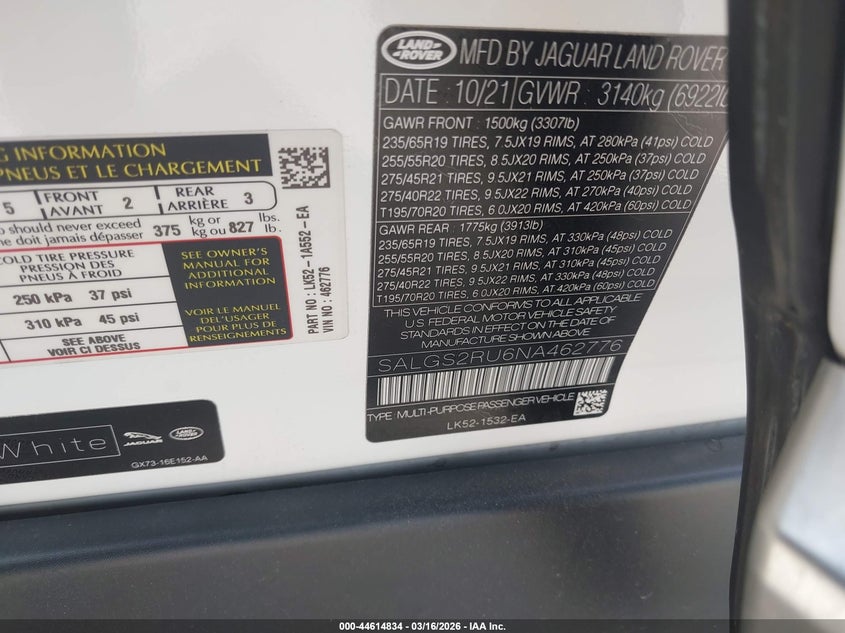 G INFORMATION
PNEUS ET LE CHARGEMENT
5 FRONT AVANT 2 REAR ARRIÈRE 3
should never exceed 375 kg or lbs.
ne doit jamais dépasser kg ou 827 lb.
COLD TIRE PRESSURE
PRESSION DES
PNEUS A FROID
250 kPa 37 psi
310 kPa 45 psi
SEE ABOVE
VOIR CI DESSUS
SEE OWNER'S
MANUAL FOR
ADDITIONAL
INFORMATION
VOIR LE MANUEL
DE L'USAGER
POUR PLUS DE
RENSEIGNEMENTS
PART NO : LK52-1A552-EA
VIN NO : 462776
White
JAGUAR
LAND ROVER
GX73-16E152-AA
LAND ROVER
MFD BY JAGUAR LAND ROVER
DATE : 10/21 GVWR : 3140kg (6922lb
GAWR FRONT : 1500kg (3307lb)
235/65R19 TIRES, 7.5JX19 RIMS, AT 280kPa (41psi) COLD
255/55R20 TIRES, 8.5JX20 RIMS, AT 250kPa (37psi) COLD
275/45R21 TIRES, 9.5JX21 RIMS, AT 250kPa (37psi) COLD
275/40R22 TIRES, 9.5JX22 RIMS, AT 270kPa (40psi) COLD
T195/70R20 TIRES, 6.0JX20 RIMS, AT 420kPa (60psi) COLD
GAWR REAR : 1775kg (3913lb)
235/65R19 TIRES, 7.5JX19 RIMS, AT 330kPa (48psi) COLD
255/55R20 TIRES, 8.5JX20 RIMS, AT 310kPa (45psi) COLD
275/45R21 TIRES, 9.5JX21 RIMS, AT 310kPa (45psi) COLD
275/40R22 TIRES, 9.5JX22 RIMS, AT 330kPa (48psi) COLD
T195/70R20 TIRES, 6.0JX20 RIMS, AT 420kPa (60psi) COLD
THIS VEHICLE CONFORMS TO ALL APPLICABLE
U.S. FEDERAL MOTOR VEHICLE SAFETY
STANDARDS IN EFFECT ON THE DATE OF
MANUFACTURE SHOWN ABOVE.
SALGS2RU6NA462776
TYPE : MULTI-PURPOSE PASSENGER VEHICLE
LK52-1532-EA
000-44614834 - 03/16/2026 - IAA Inc.